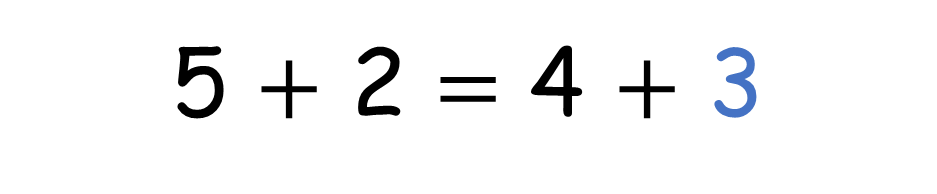 5 + 2 = 4 + 3